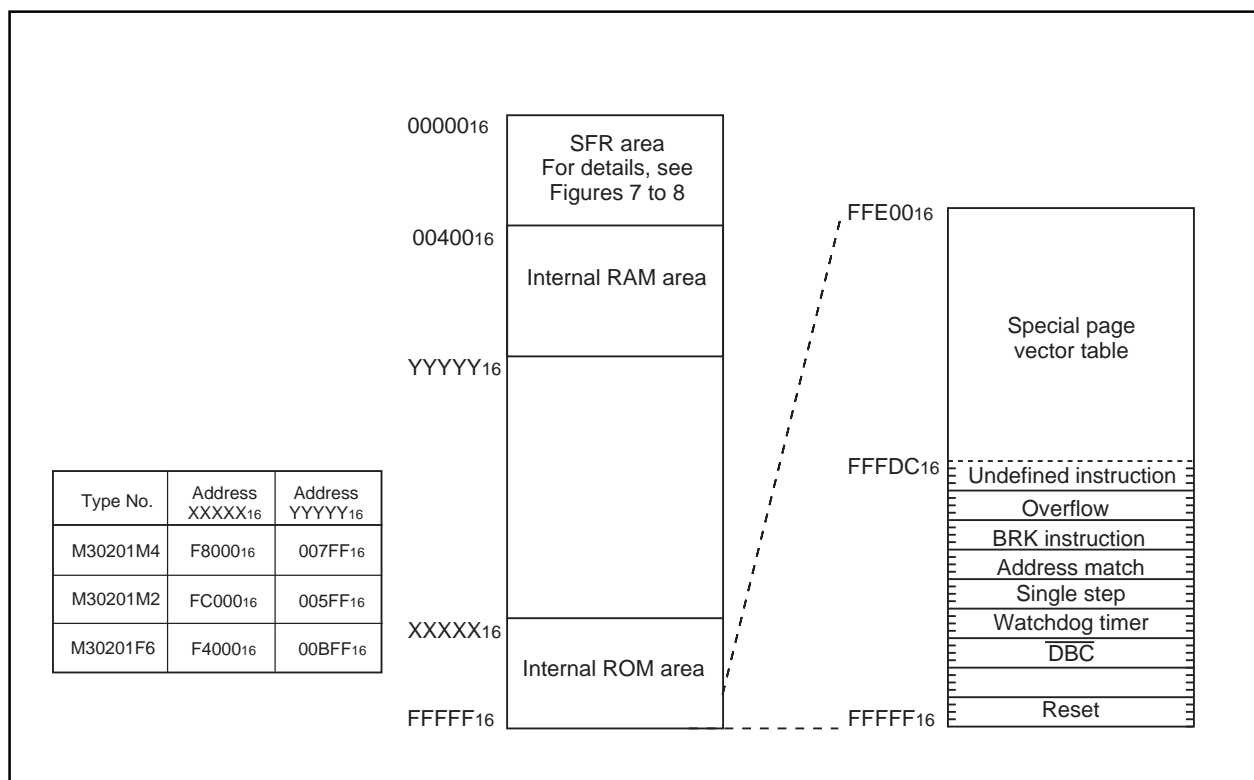 0000016
SFR area
For details, see
Figures 7 to 8
0040016
Internal RAM area
YYYYY16
XXXXX16
Internal ROM area
FFFFF16
Type No.
Address
XXXXX16
Address
YYYYY16
M30201M4
F800016
007FF16
M30201M2
FC00016
005FF16
M30201F6
F400016
00BFF16
FFE0016
Special page
vector table
FFFDC16
Undefined instruction
Overflow
BRK instruction
Address match
Single step
Watchdog timer
DBC
Reset
FFFFF16